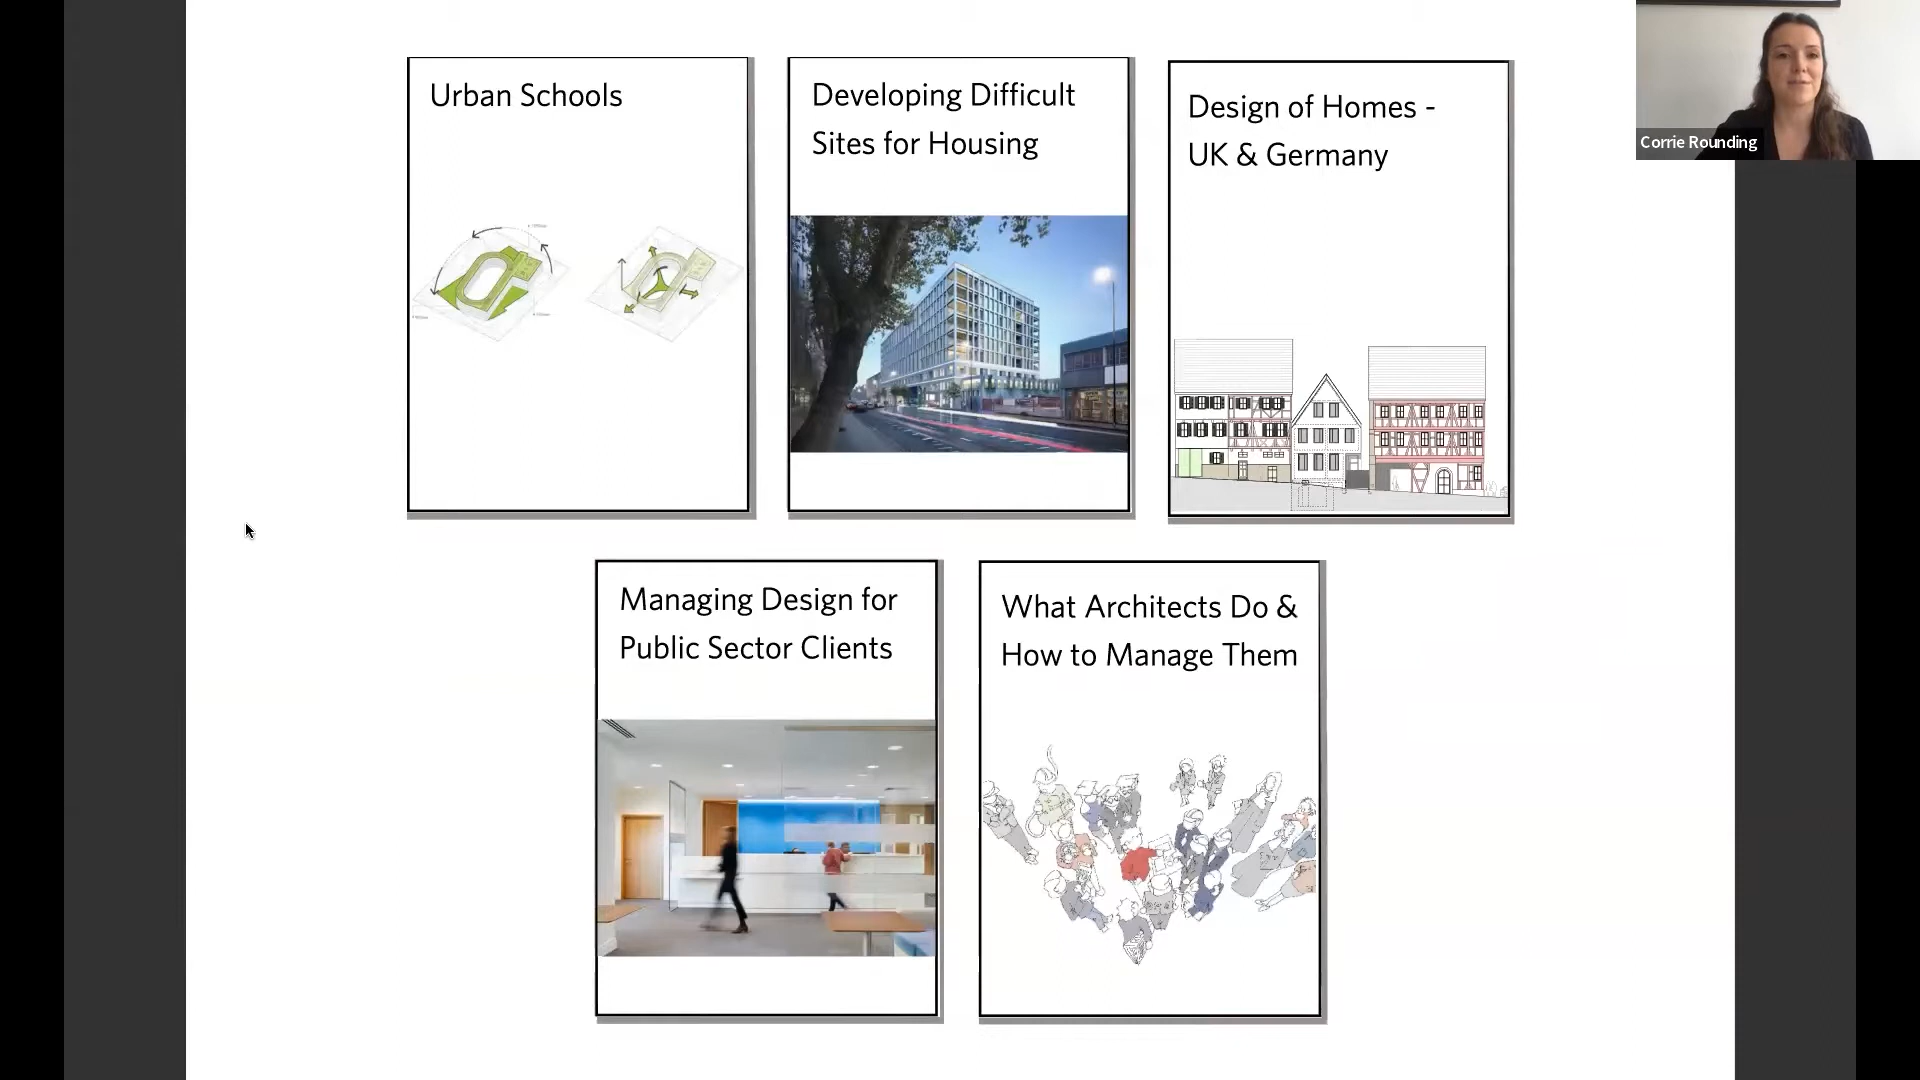 Urban Schools
Developing Difficult
Sites for Housing
Design of Homes -
UK & Germany
Corrie Rounding
Managing Design for
Public Sector Clients
What Architects Do &
How to Manage Them